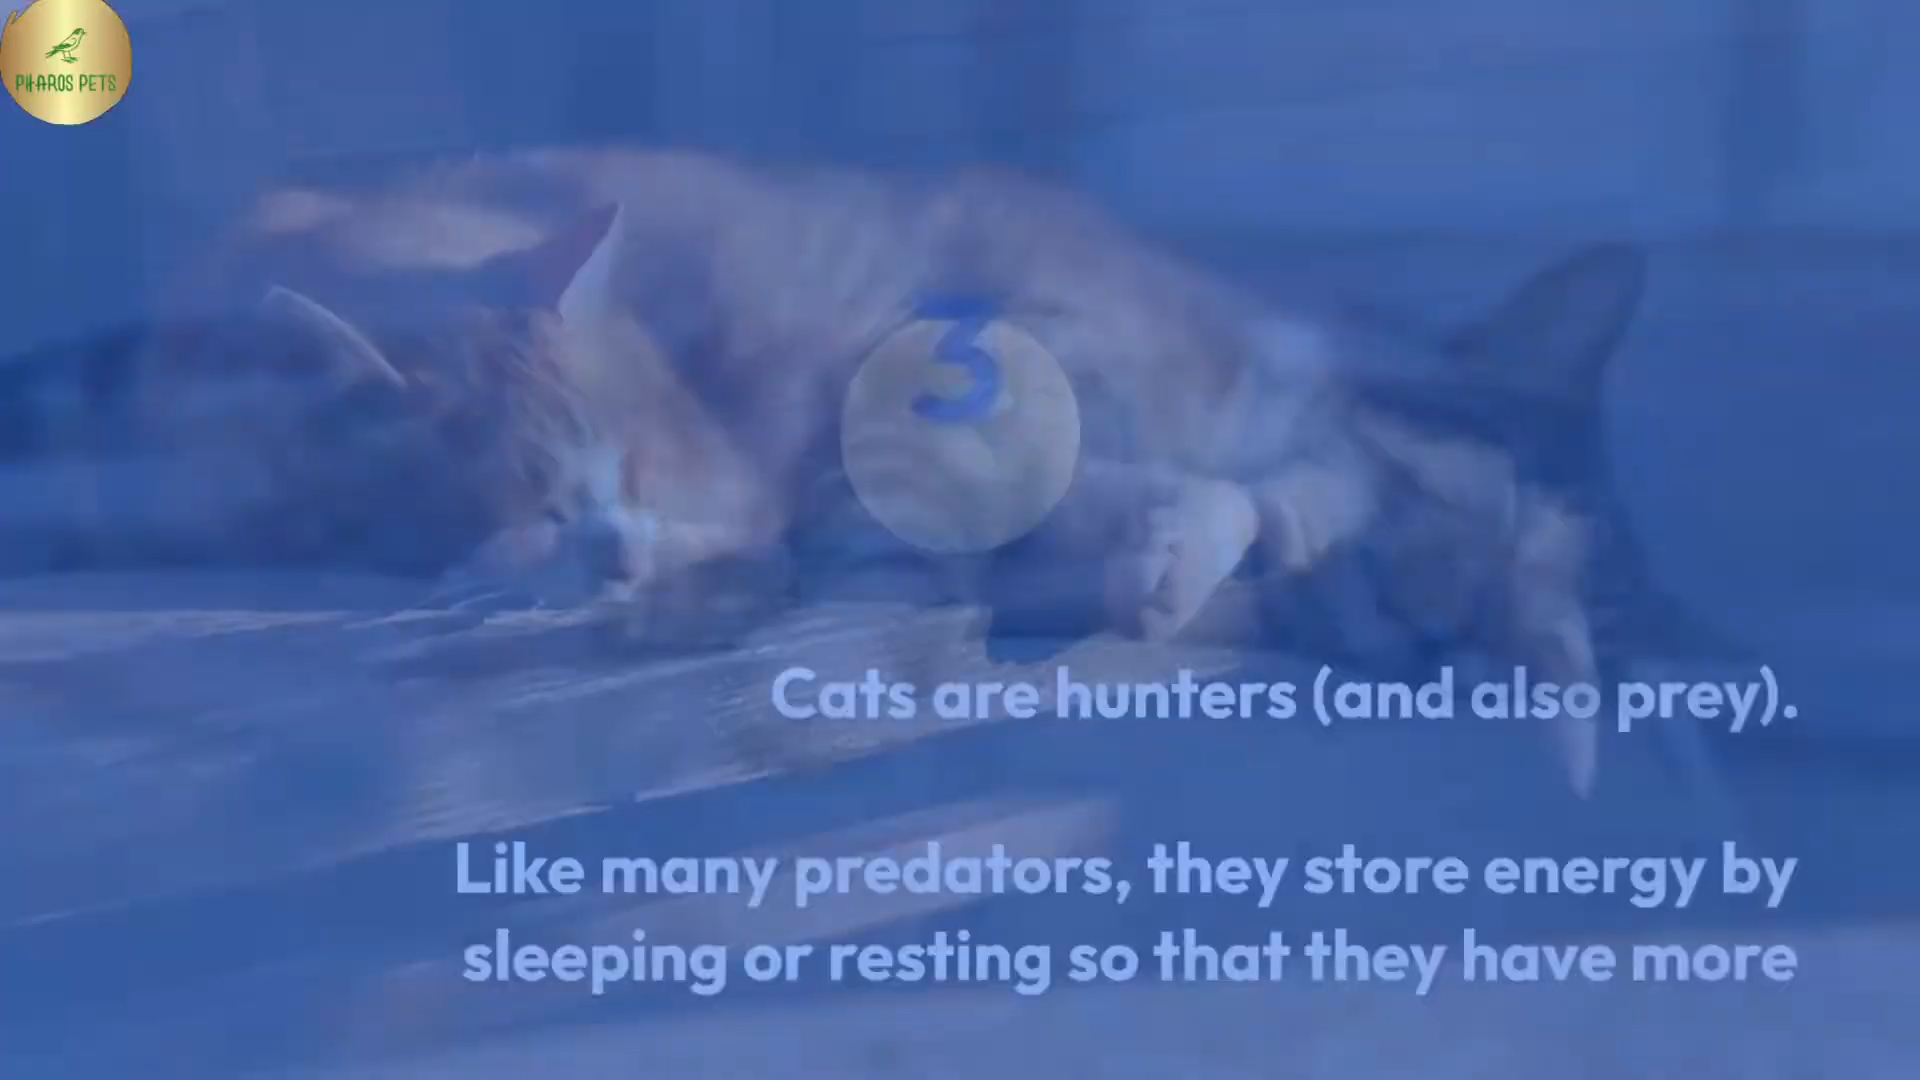 PHAROS PETS
3
Cats are hunters (and also prey).
Like many predators, they store energy by
sleeping or resting so that they have more